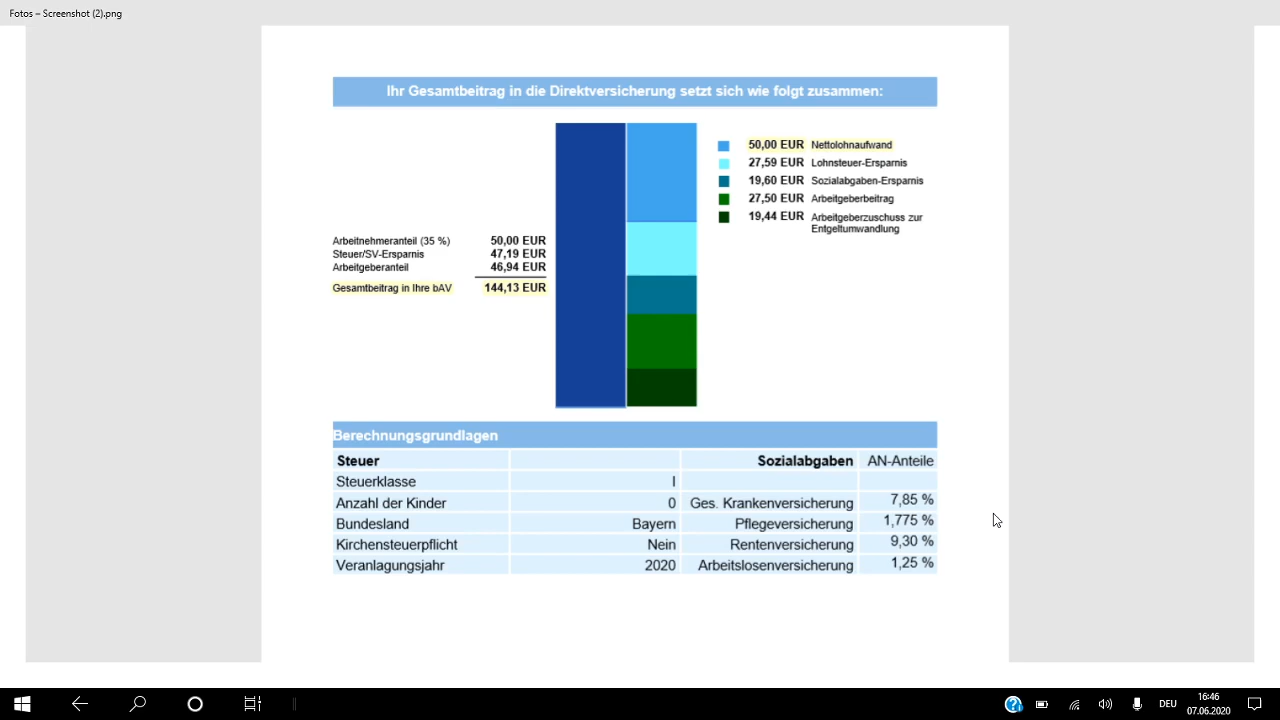 Fotos – Screenshot (2).png
Ihr Gesamtbeitrag in die Direktversicherung setzt sich wie folgt zusammen:
50,00 EUR Nettolohnaufwand
27,59 EUR Lohnsteuer-Ersparnis
19,60 EUR Sozialabgaben-Ersparnis
27,50 EUR Arbeitgeberbeitrag
19,44 EUR Arbeitgeberzuschuss zur
Entgeltumwandlung
Arbeitnehmeranteil (35 %) 50,00 EUR
Steuer/SV-Ersparnis 47,19 EUR
Arbeitgeberanteil 46,94 EUR
Gesamtbeitrag in Ihre bAV 144,13 EUR
Berechnungsgrundlagen
Steuer Sozialabgaben AN-Anteile
Steuerklasse I
Anzahl der Kinder 0 Ges. Krankenversicherung 7,85 %
Bundesland Bayern Pflegeversicherung 1,775 %
Kirchensteuerpflicht Nein Rentenversicherung 9,30 %
Veranlagungsjahr 2020 Arbeitslosenversicherung 1,25 %
DEU
16:46
07.06.2020